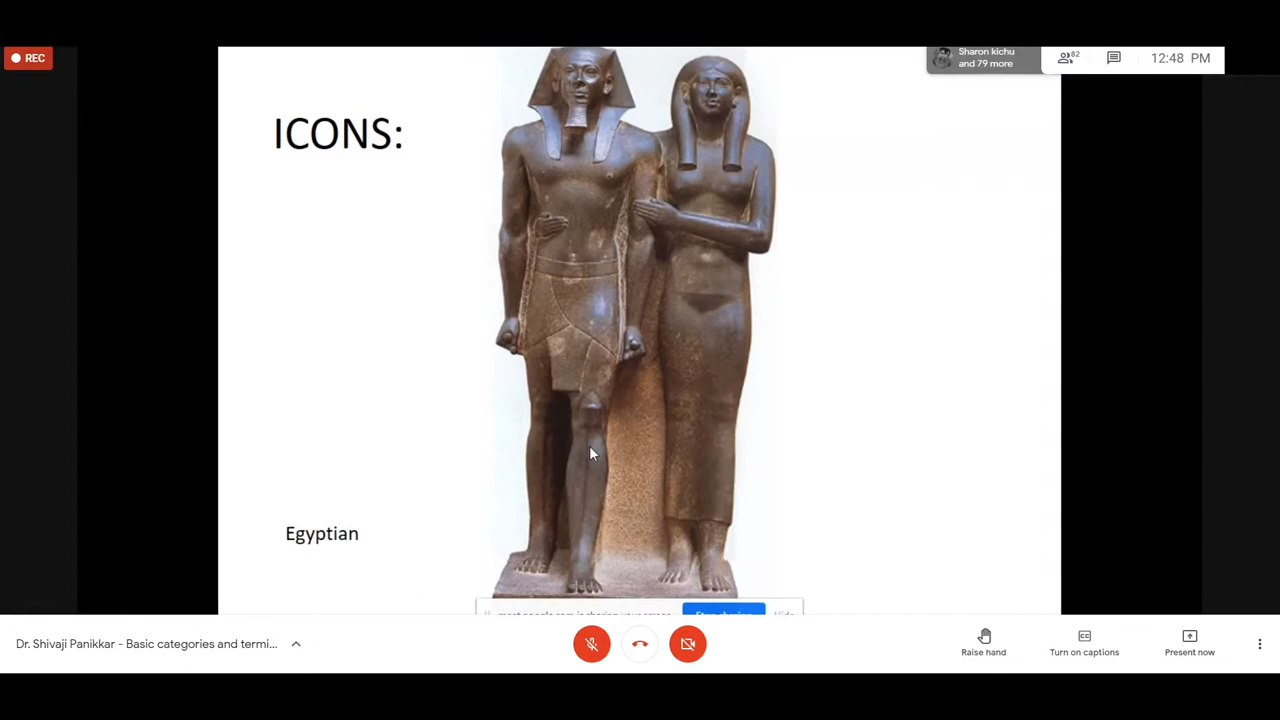 REC
Sharon kichu
and 79 more
82
12:48 PM
ICONS:
Egyptian
Dr. Shivaji Panikkar - Basic categories and termi...
Raise hand
Turn on captions
Present now